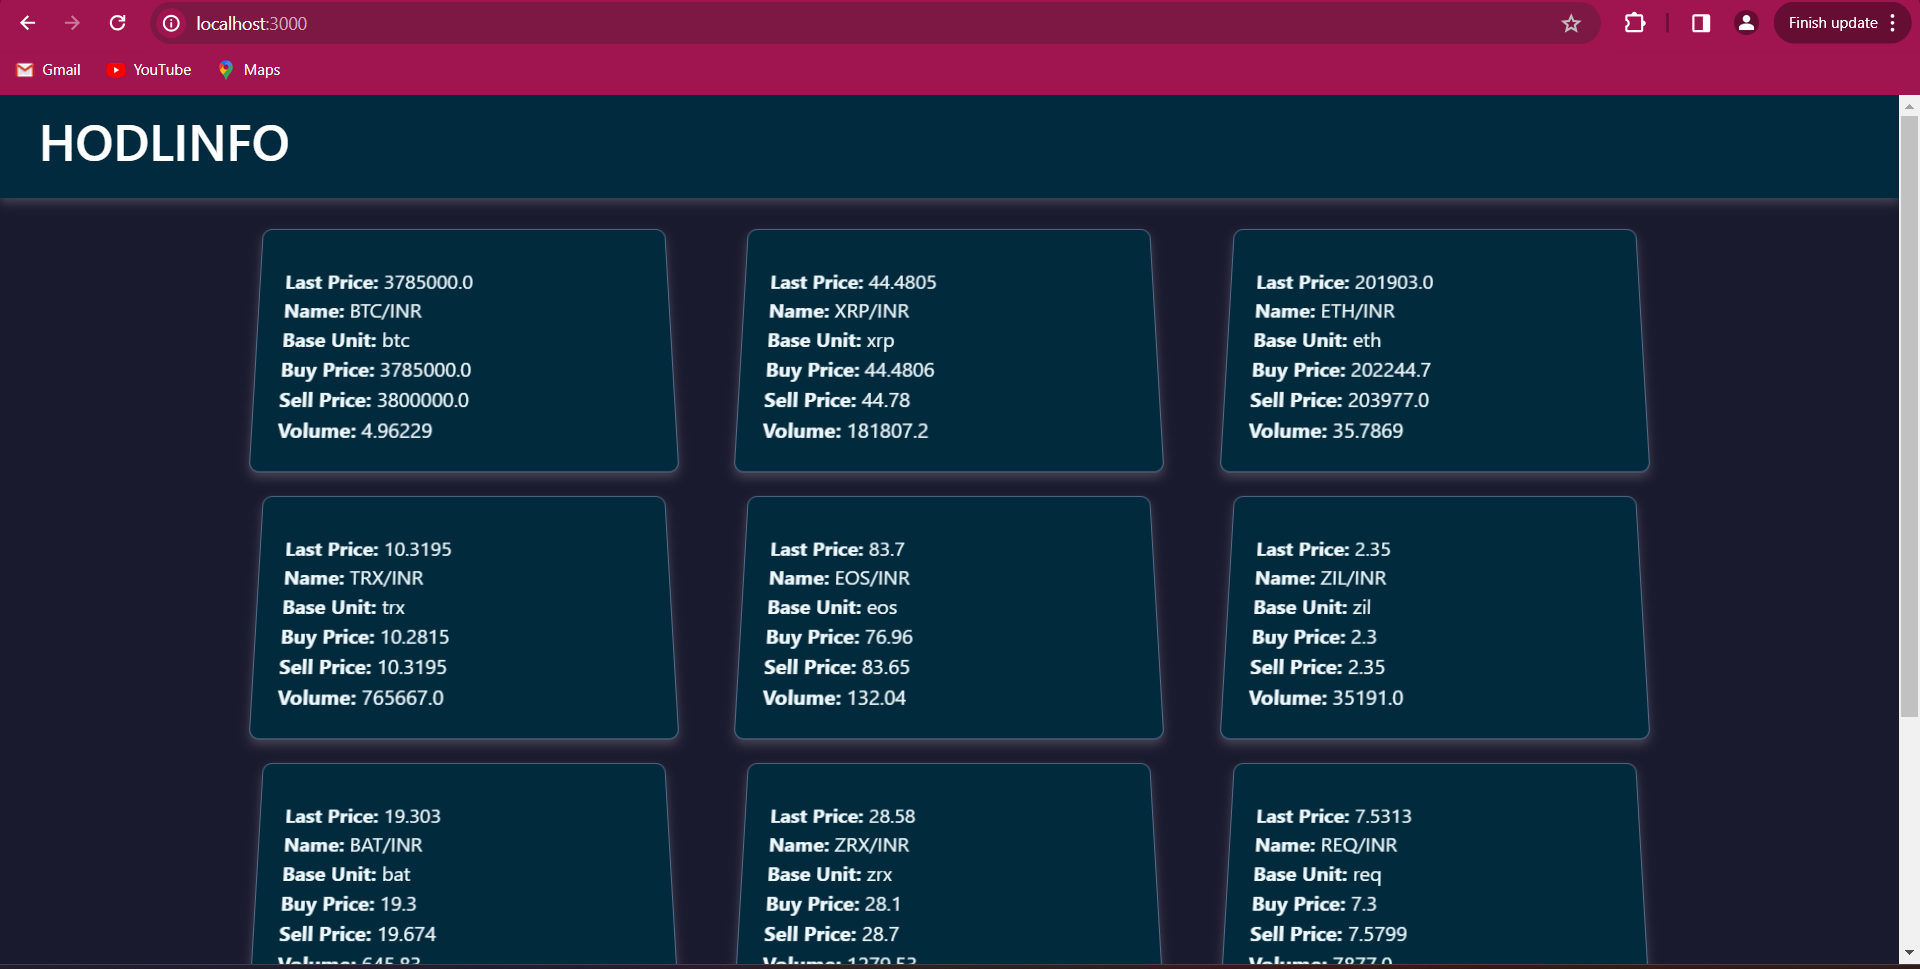 localhost:3000
Finish update
Gmail YouTube Maps
HODLINFO
Last Price: 3785000.0
Name: BTC/INR
Base Unit: btc
Buy Price: 3785000.0
Sell Price: 3800000.0
Volume: 4.96229
Last Price: 44.4805
Name: XRP/INR
Base Unit: xrp
Buy Price: 44.4806
Sell Price: 44.78
Volume: 181807.2
Last Price: 201903.0
Name: ETH/INR
Base Unit: eth
Buy Price: 202244.7
Sell Price: 203977.0
Volume: 35.7869
Last Price: 10.3195
Name: TRX/INR
Base Unit: trx
Buy Price: 10.2815
Sell Price: 10.3195
Volume: 765667.0
Last Price: 83.7
Name: EOS/INR
Base Unit: eos
Buy Price: 76.96
Sell Price: 83.65
Volume: 132.04
Last Price: 2.35
Name: ZIL/INR
Base Unit: zil
Buy Price: 2.3
Sell Price: 2.35
Volume: 35191.0
Last Price: 19.303
Name: BAT/INR
Base Unit: bat
Buy Price: 19.3
Sell Price: 19.674
Volume: 645.83
Last Price: 28.58
Name: ZRX/INR
Base Unit: zrx
Buy Price: 28.1
Sell Price: 28.7
Volume: 1279.53
Last Price: 7.5313
Name: REQ/INR
Base Unit: req
Buy Price: 7.3
Sell Price: 7.5799
Volume: 7877.0